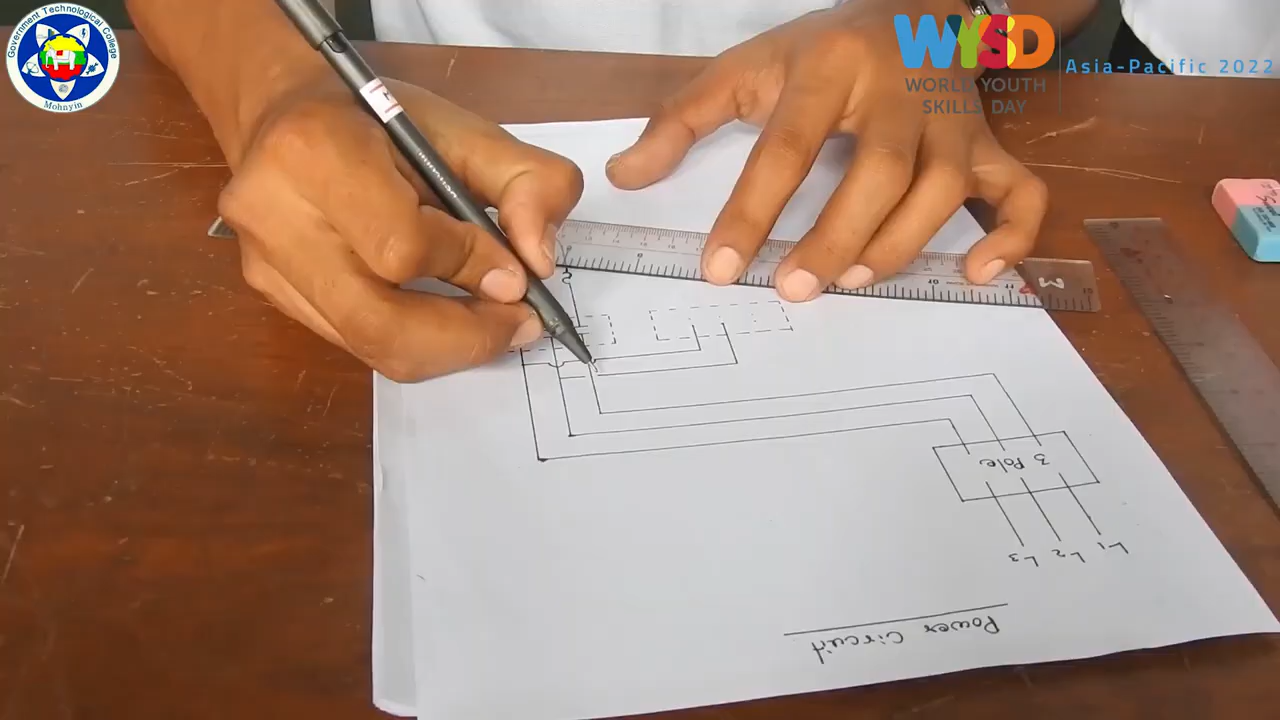 Government Technological College
Mohnyin
WYSD
WORLD YOUTH
SKILLS DAY
Asia-Pacific 2022
Power Circuit
L1 L2 L3
3 Pole